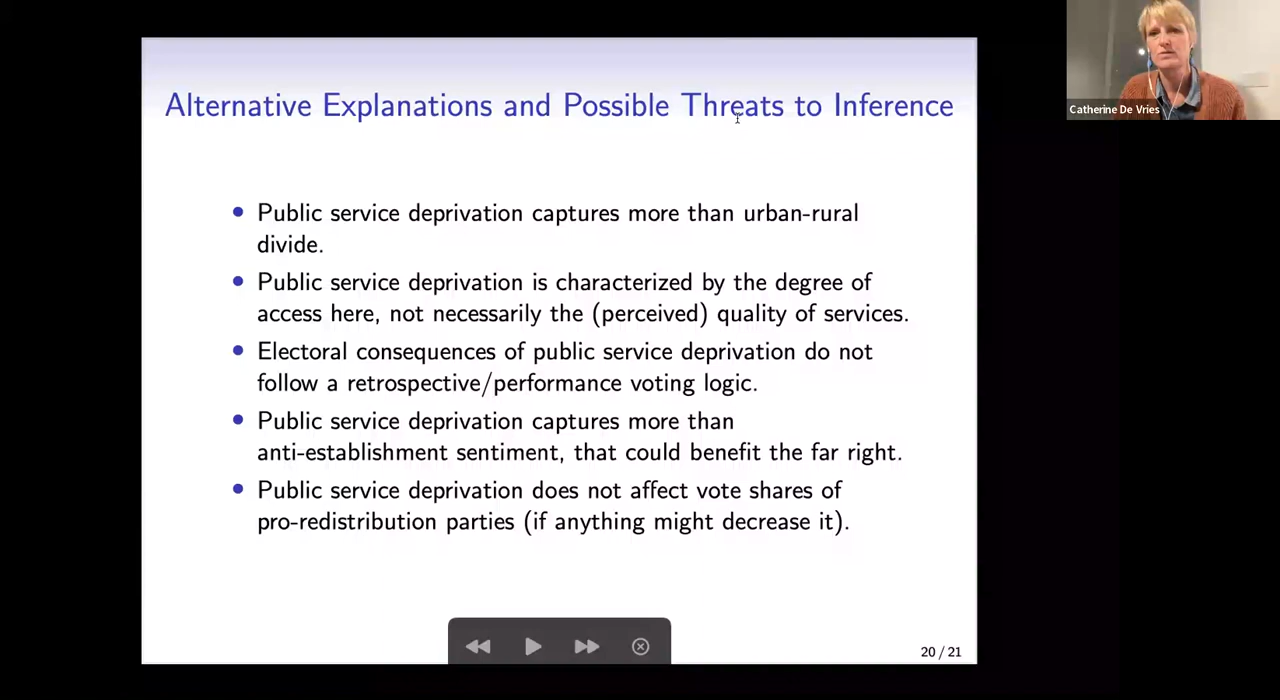 Alternative Explanations and Possible Threats to Inference
Catherine De Vries
• Public service deprivation captures more than urban-rural
divide.
• Public service deprivation is characterized by the degree of
access here, not necessarily the (perceived) quality of services.
• Electoral consequences of public service deprivation do not
follow a retrospective/performance voting logic.
• Public service deprivation captures more than
anti-establishment sentiment, that could benefit the far right.
• Public service deprivation does not affect vote shares of
pro-redistribution parties (if anything might decrease it).
20 / 21